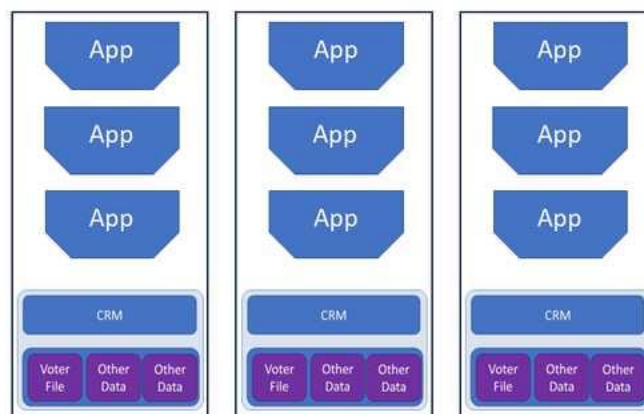 App App App
App App App
App App App
CRM CRM CRM
Voter Other Other Voter Other Other Voter Other Other
File Data Data File Data Data File Data Data